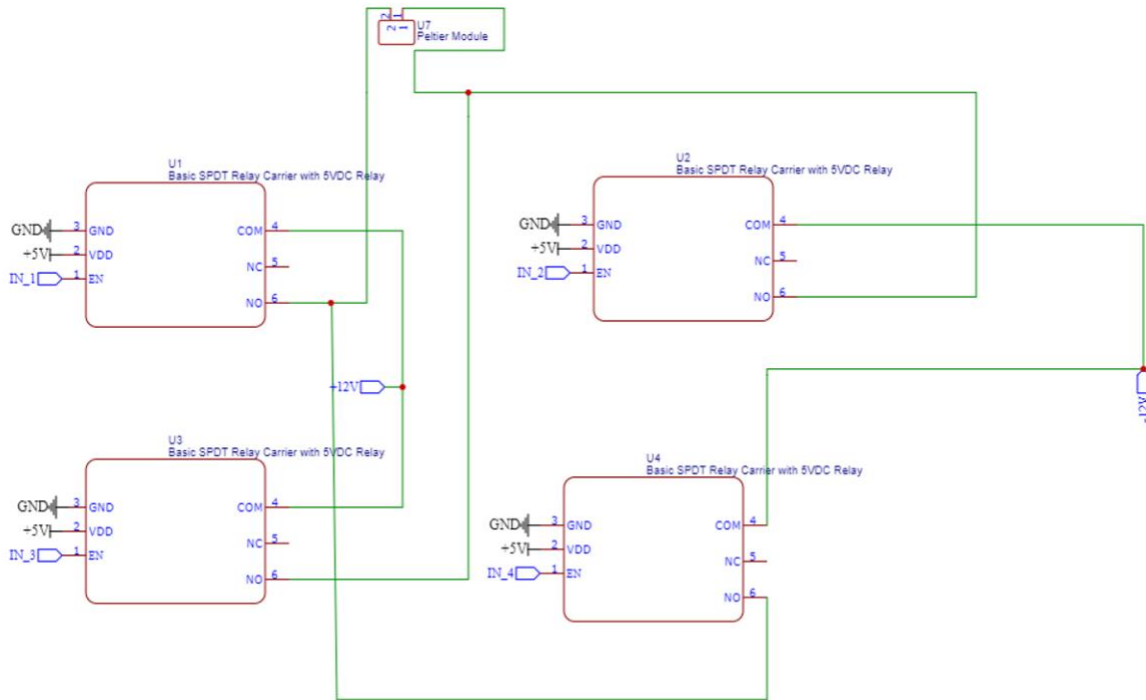 2 1
2 1
U7
Peltier Module
U1
Basic SPDT Relay Carrier with 5VDC Relay
GND 3 GND
+5V 2 VDD
IN_1 1 EN
COM 4
NC 5
NO 6
U2
Basic SPDT Relay Carrier with 5VDC Relay
GND 3 GND
+5V 2 VDD
IN_2 1 EN
COM 4
NC 5
NO 6
+12V
-12V
U3
Basic SPDT Relay Carrier with 5VDC Relay
GND 3 GND
+5V 2 VDD
IN_3 1 EN
COM 4
NC 5
NO 6
U4
Basic SPDT Relay Carrier with 5VDC Relay
GND 3 GND
+5V 2 VDD
IN_4 1 EN
COM 4
NC 5
NO 6